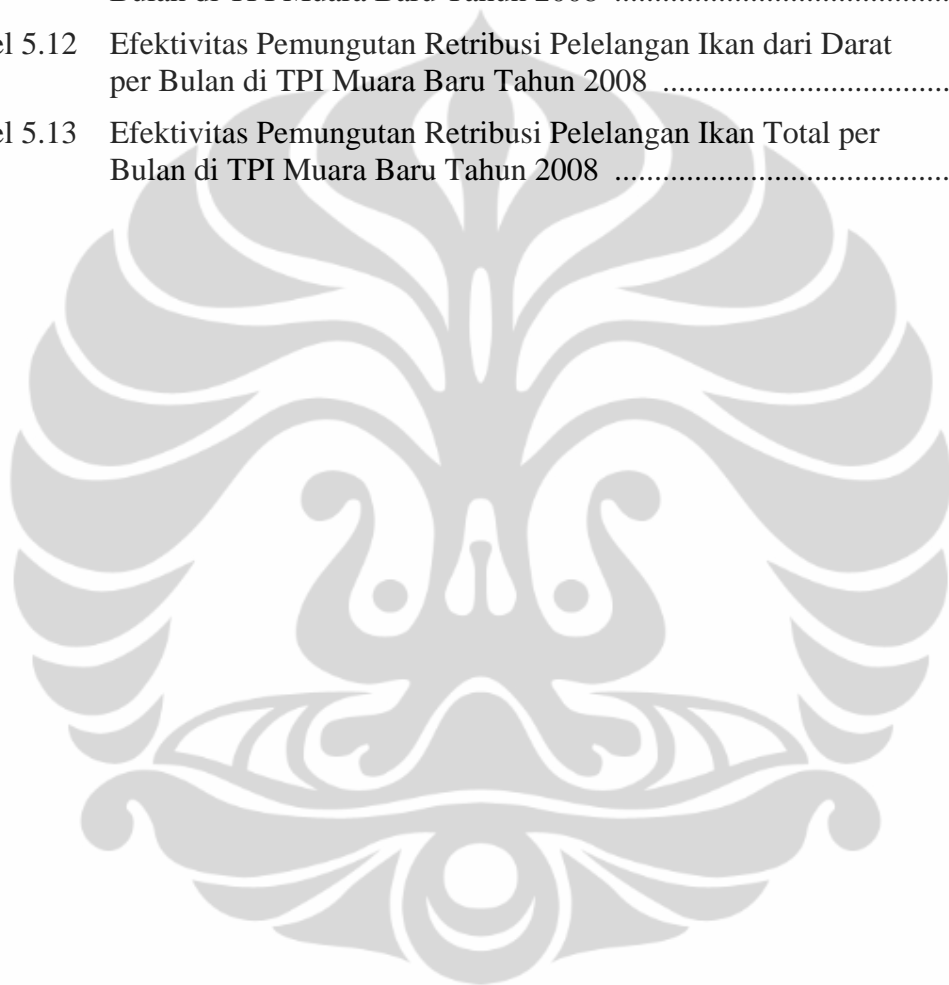 Bulan di TPI Muara Baru Tahun 2008 ..........................................
el 5.12 Efektivitas Pemungutan Retribusi Pelelangan Ikan dari Darat
per Bulan di TPI Muara Baru Tahun 2008 ....................................
el 5.13 Efektivitas Pemungutan Retribusi Pelelangan Ikan Total per
Bulan di TPI Muara Baru Tahun 2008 ..........................................